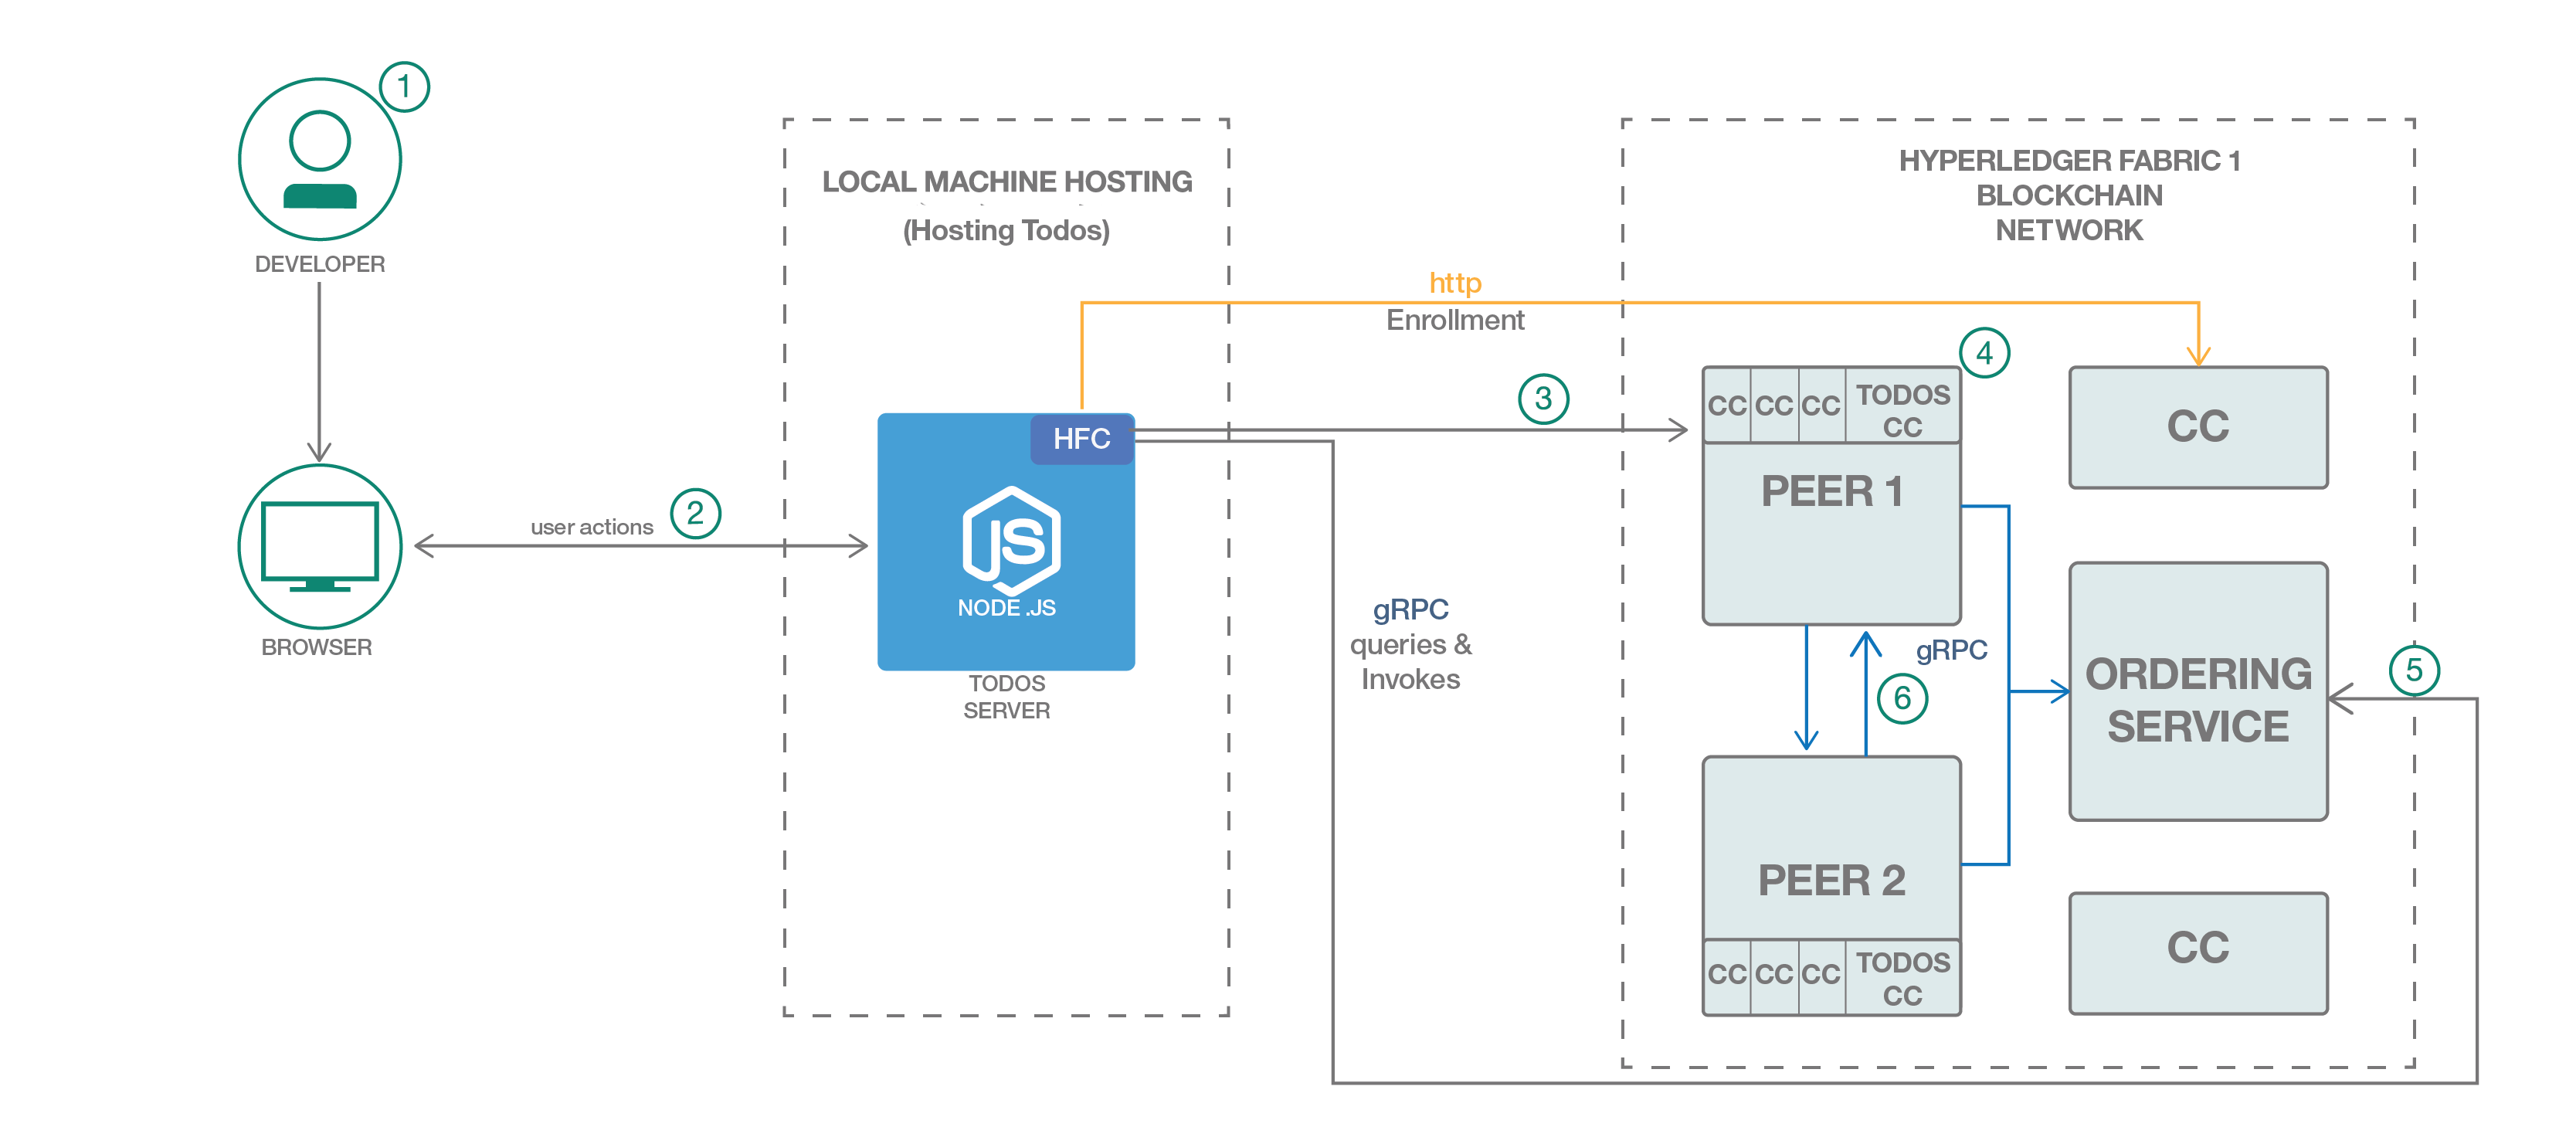 1
DEVELOPER
BROWSER
user actions
2
LOCAL MACHINE HOSTING
(Hosting Todos)
HFC
JS
NODE .JS
TODOS
SERVER
http
Enrollment
3
gRPC
queries &
Invokes
HYPERLEDGER FABRIC 1
BLOCKCHAIN
NETWORK
4
CC CC CC TODOS
CC
PEER 1
gRPC
6
PEER 2
CC CC CC TODOS
CC
CC
ORDERING
SERVICE
5
CC